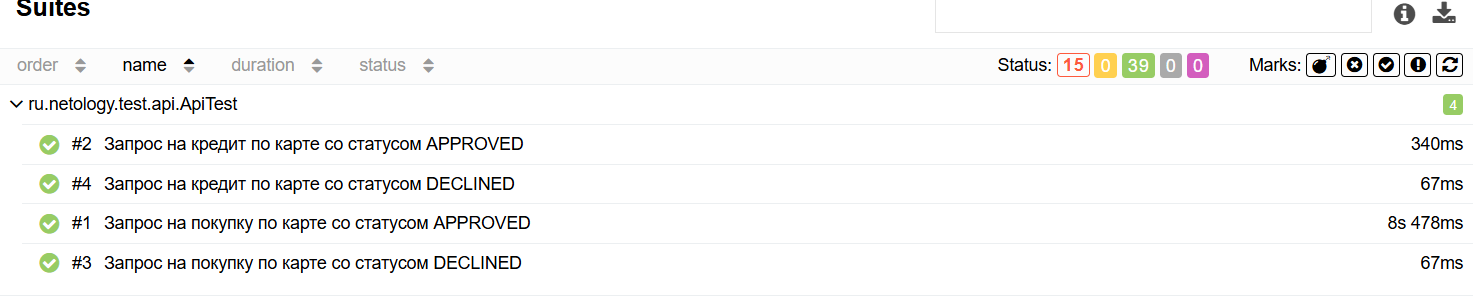 Suites
order name duration status Status: 15 0 39 0 0 Marks:
ru.netology.test.api.ApiTest 4
#2 Запрос на кредит по карте со статусом APPROVED 340ms
#4 Запрос на кредит по карте со статусом DECLINED 67ms
#1 Запрос на покупку по карте со статусом APPROVED 8s 478ms
#3 Запрос на покупку по карте со статусом DECLINED 67ms